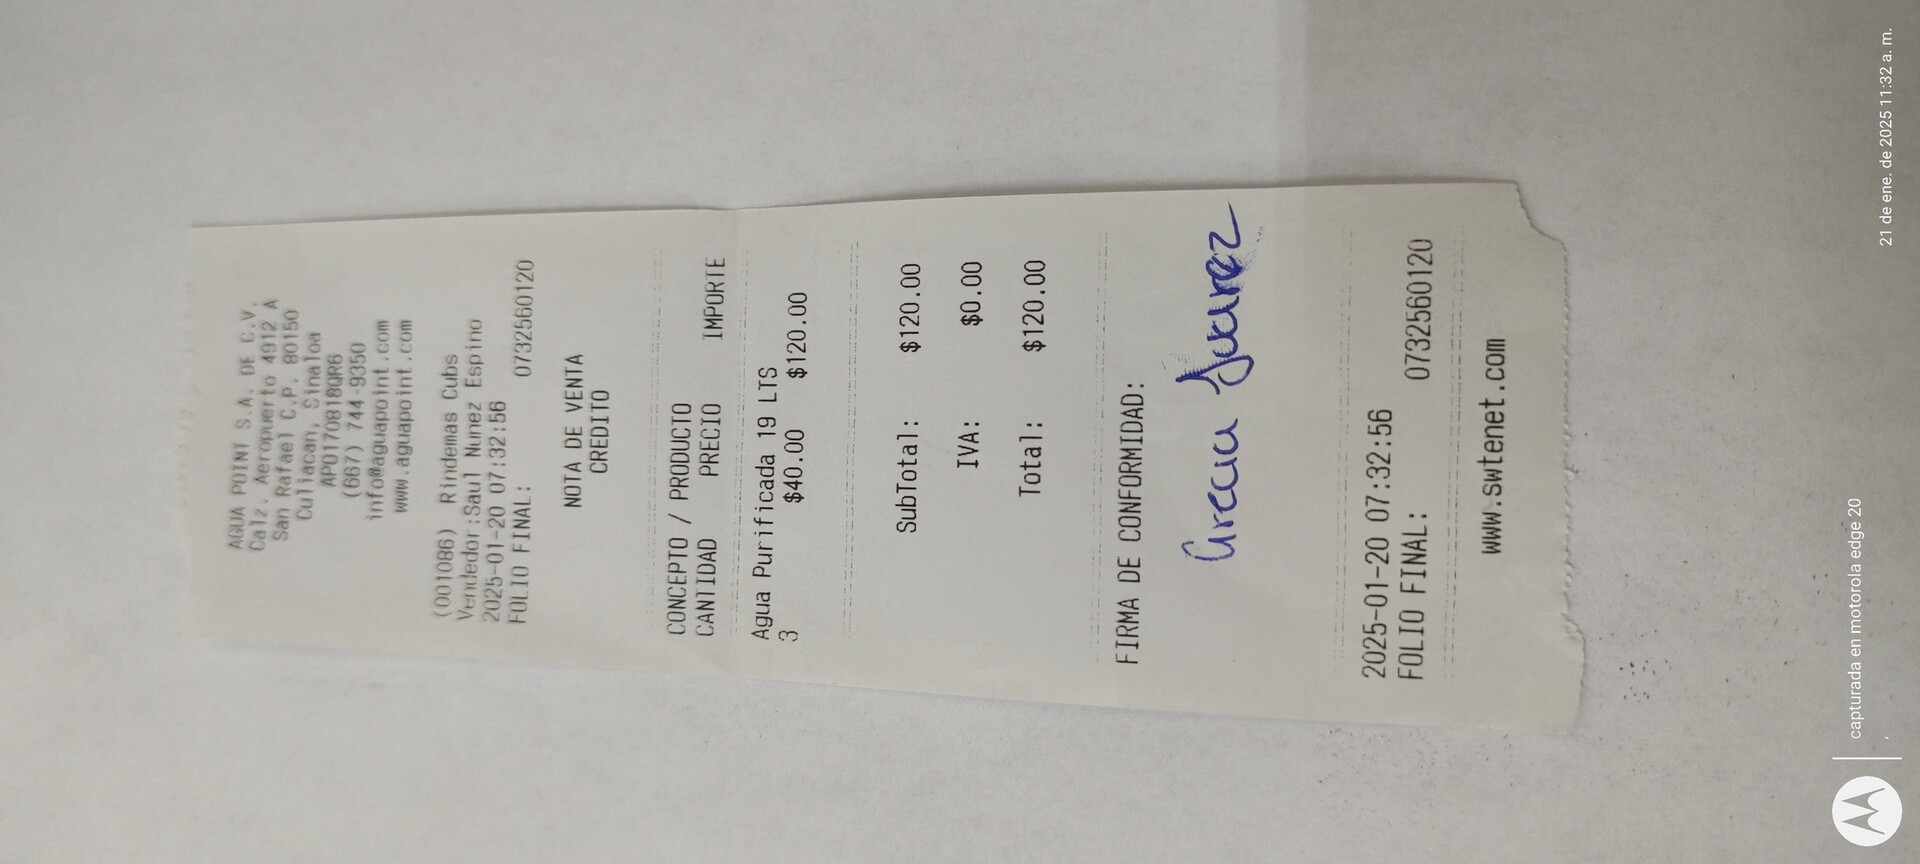 AGUA POINT S.A. DE C.V.
Calz. Aeropuerto 4912 A
San Rafael C.P. 80150
Culiacan, Sinaloa
APO170818QR6
(667) 744-9350
info@aguapoint.com
www.aguapoint.com
(001086) Rindemas Cubs
Vendedor:Saul Nunez Espino
2025-01-20 07:32:56
FOLIO FINAL: 0732560120
NOTA DE VENTA
CREDITO
CONCEPTO / PRODUCTO
CANTIDAD PRECIO IMPORTE
Agua Purificada 19 LTS
3 $40.00 $120.00
SubTotal: $120.00
IVA: $0.00
Total: $120.00
FIRMA DE CONFORMIDAD:
Grecia Juarez
2025-01-20 07:32:56
FOLIO FINAL: 0732560120
www.swtenet.com
capturada en motorola edge 20
21 de ene. de 2025 11:32 a. m.